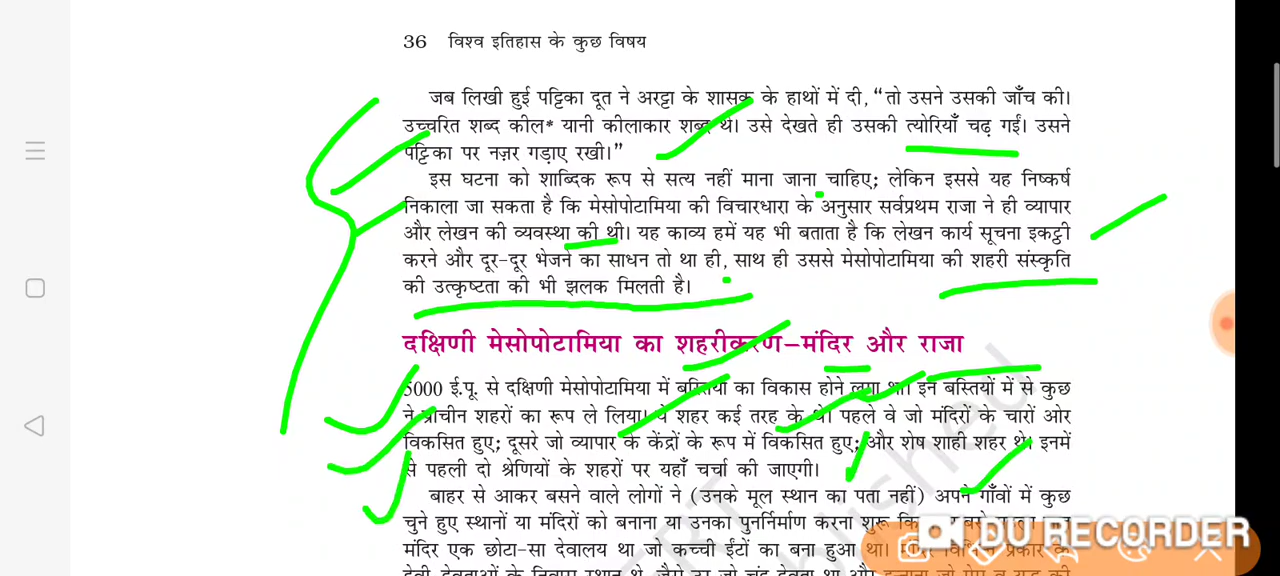 36 विश्व इतिहास के कुछ विषय
जब लिखी हुई पट्टिका दूत ने अरट्टा के शासक के हाथों में दी, “तो उसने उसकी जाँच की।
उच्चरित शब्द कील* यानी कीलाकार शब्द थे। उसे देखते ही उसकी त्योरियाँ चढ़ गईं। उसने
पट्टिका पर नज़र गड़ाए रखी।”
इस घटना को शाब्दिक रूप से सत्य नहीं माना जाना चाहिए; लेकिन इससे यह निष्कर्ष
निकाला जा सकता है कि मेसोपोटामिया की विचारधारा के अनुसार सर्वप्रथम राजा ने ही व्यापार
और लेखन की व्यवस्था की थी। यह काव्य हमें यह भी बताता है कि लेखन कार्य सूचना इकट्ठी
करने और दूर-दूर भेजने का साधन तो था ही, साथ ही उससे मेसोपोटामिया की शहरी संस्कृति
की उत्कृष्टता की भी झलक मिलती है।
दक्षिणी मेसोपोटामिया का शहरीकरण–मंदिर और राजा
5000 ई.पू. से दक्षिणी मेसोपोटामिया में बस्तियों का विकास होने लगा था। इन बस्तियों में से कुछ
ने प्राचीन शहरों का रूप ले लिया। ये शहर कई तरह के थे। पहले वे जो मंदिरों के चारों ओर
विकसित हुए; दूसरे जो व्यापार के केंद्रों के रूप में विकसित हुए; और शेष शाही शहर थे। इनमें
से पहली दो श्रेणियों के शहरों पर यहाँ चर्चा की जाएगी।
बाहर से आकर बसने वाले लोगों ने (उनके मूल स्थान का पता नहीं) अपने गाँवों में कुछ
चुने हुए स्थानों या मंदिरों को बनाना या उनका पुनर्निर्माण करना शुरू
मंदिर एक छोटा-सा देवालय था जो कच्ची ईंटों का बना हुआ था।
DU RECORDER